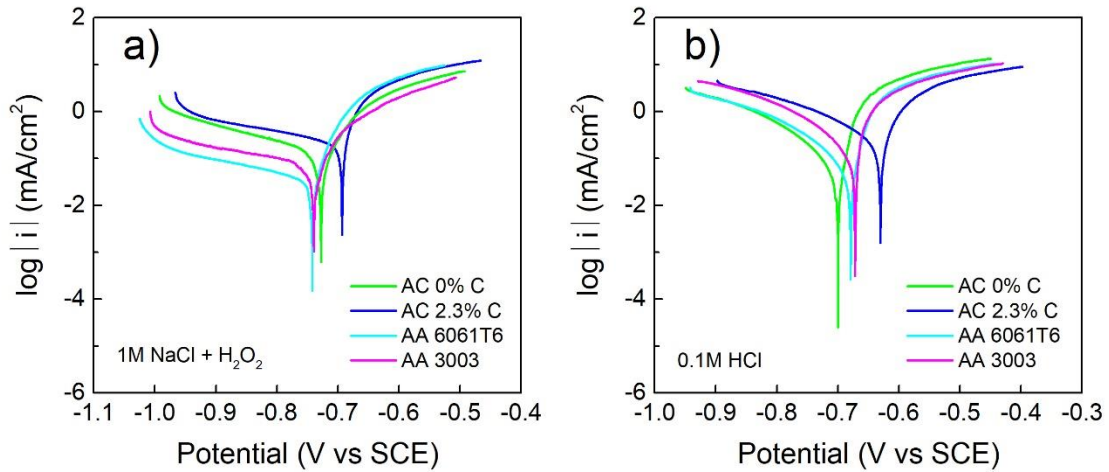 a)
log | i | (mA/cm²)
2
0
-2
-4
-6
AC 0% C
AC 2.3% C
AA 6061T6
AA 3003
1M NaCl + H₂O₂
-1.1 -1.0 -0.9 -0.8 -0.7 -0.6 -0.5 -0.4
Potential (V vs SCE)
b)
log | i | (mA/cm²)
2
0
-2
-4
-6
AC 0% C
AC 2.3% C
AA 6061T6
AA 3003
0.1M HCl
-1.0 -0.9 -0.8 -0.7 -0.6 -0.5 -0.4 -0.3
Potential (V vs SCE)